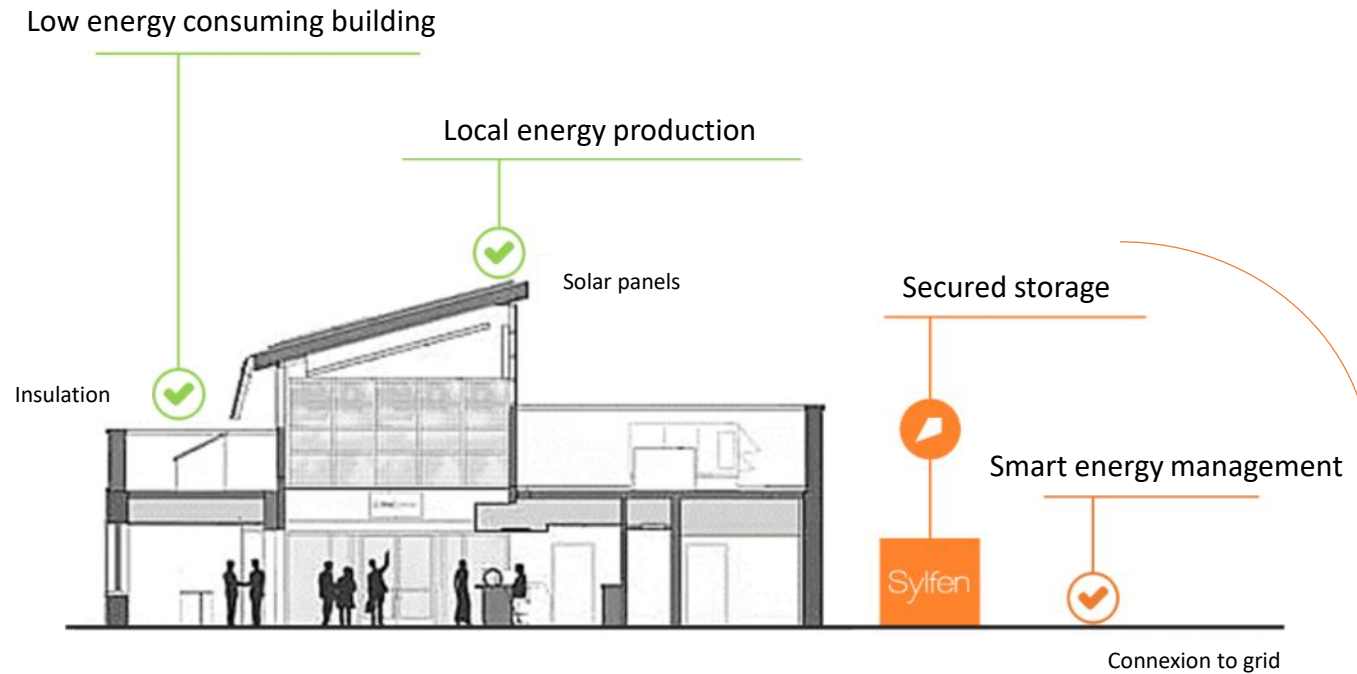 Low energy consuming building
Local energy production
Solar panels
Secured storage
Insulation
Smart energy management
Sylfen
Connexion to grid